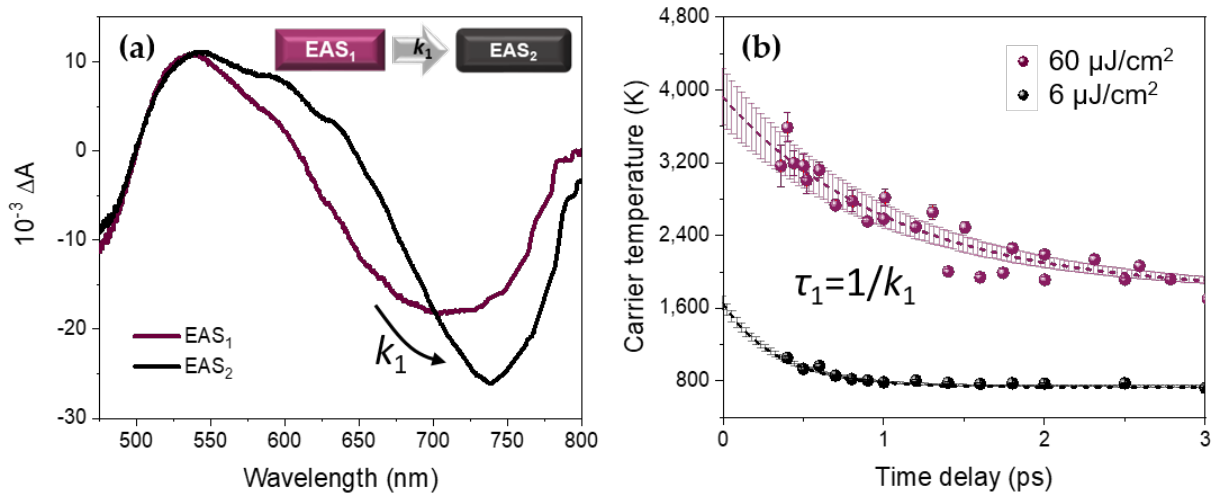 (a)
EAS₁
k₁
EAS₂
10⁻³ ΔA
10
0
-10
-20
-30
k₁
EAS₁
EAS₂
500 550 600 650 700 750 800
Wavelength (nm)
(b)
60 μJ/cm²
6 μJ/cm²
Carrier temperature (K)
4,800
4,000
3,200
2,400
1,600
800
τ₁=1/k₁
0 1 2 3
Time delay (ps)